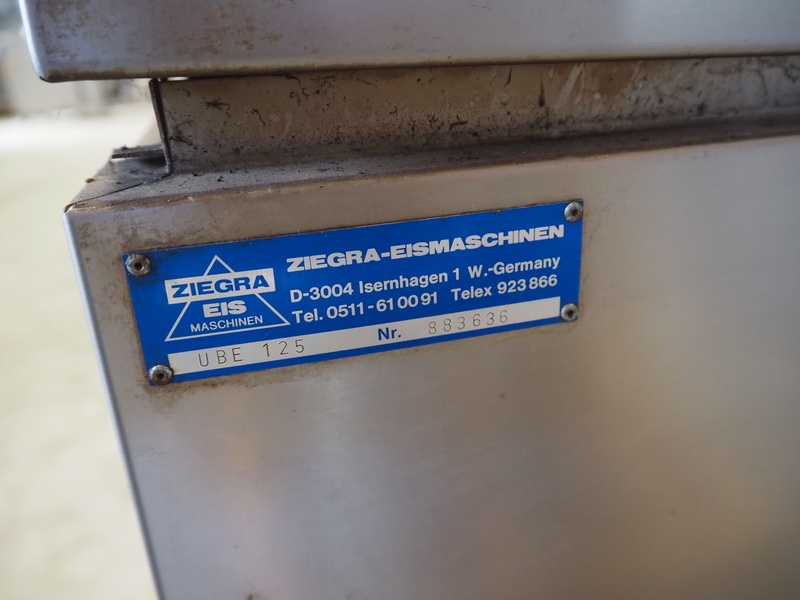 ZIEGRA
EIS
MASCHINEN
ZIEGRA-EISMASCHINEN
D-3004 Isernhagen 1 W.-Germany
Tel. 0511-610091 Telex 923866
UBE 125 Nr. 883636